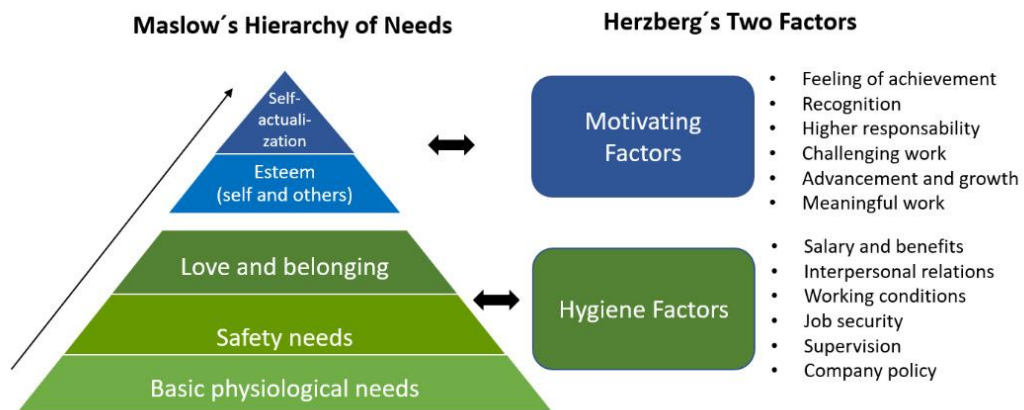 Maslow´s Hierarchy of Needs
Self-
actuali-
zation
Esteem
(self and others)
Love and belonging
Safety needs
Basic physiological needs
Herzberg´s Two Factors
Motivating
Factors
• Feeling of achievement
• Recognition
• Higher responsability
• Challenging work
• Advancement and growth
• Meaningful work
Hygiene Factors
• Salary and benefits
• Interpersonal relations
• Working conditions
• Job security
• Supervision
• Company policy